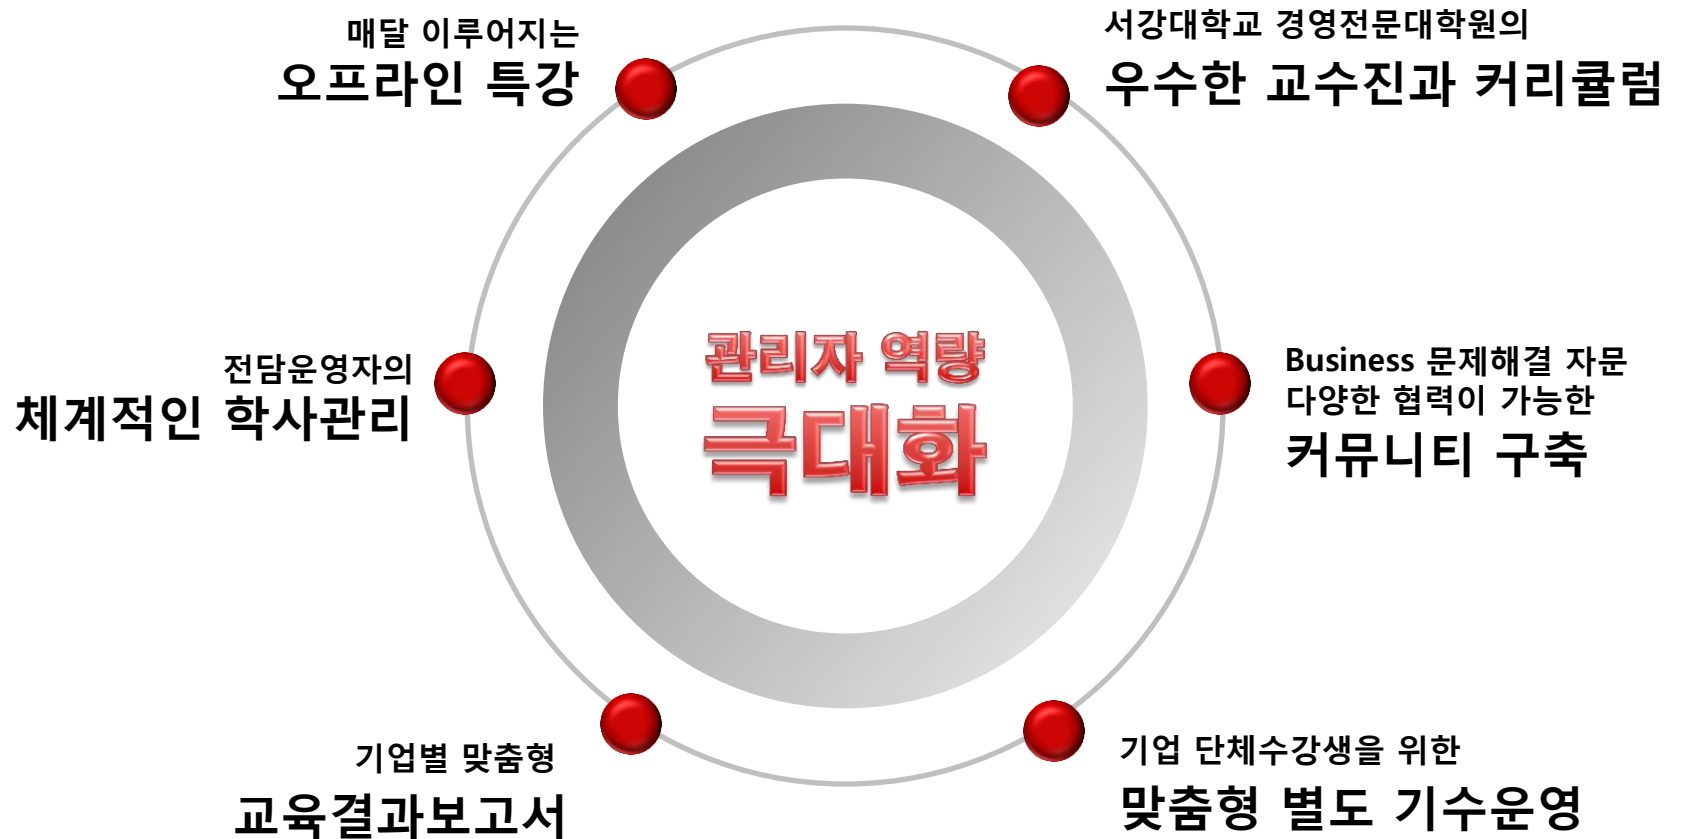 매달 이루어지는
오프라인 특강
서강대학교 경영전문대학원의
우수한 교수진과 커리큘럼
전담운영자의
체계적인 학사관리
관리자 역량
극대화
Business 문제해결 자문
다양한 협력이 가능한
커뮤니티 구축
기업별 맞춤형
교육결과보고서
기업 단체수강생을 위한
맞춤형 별도 기수운영